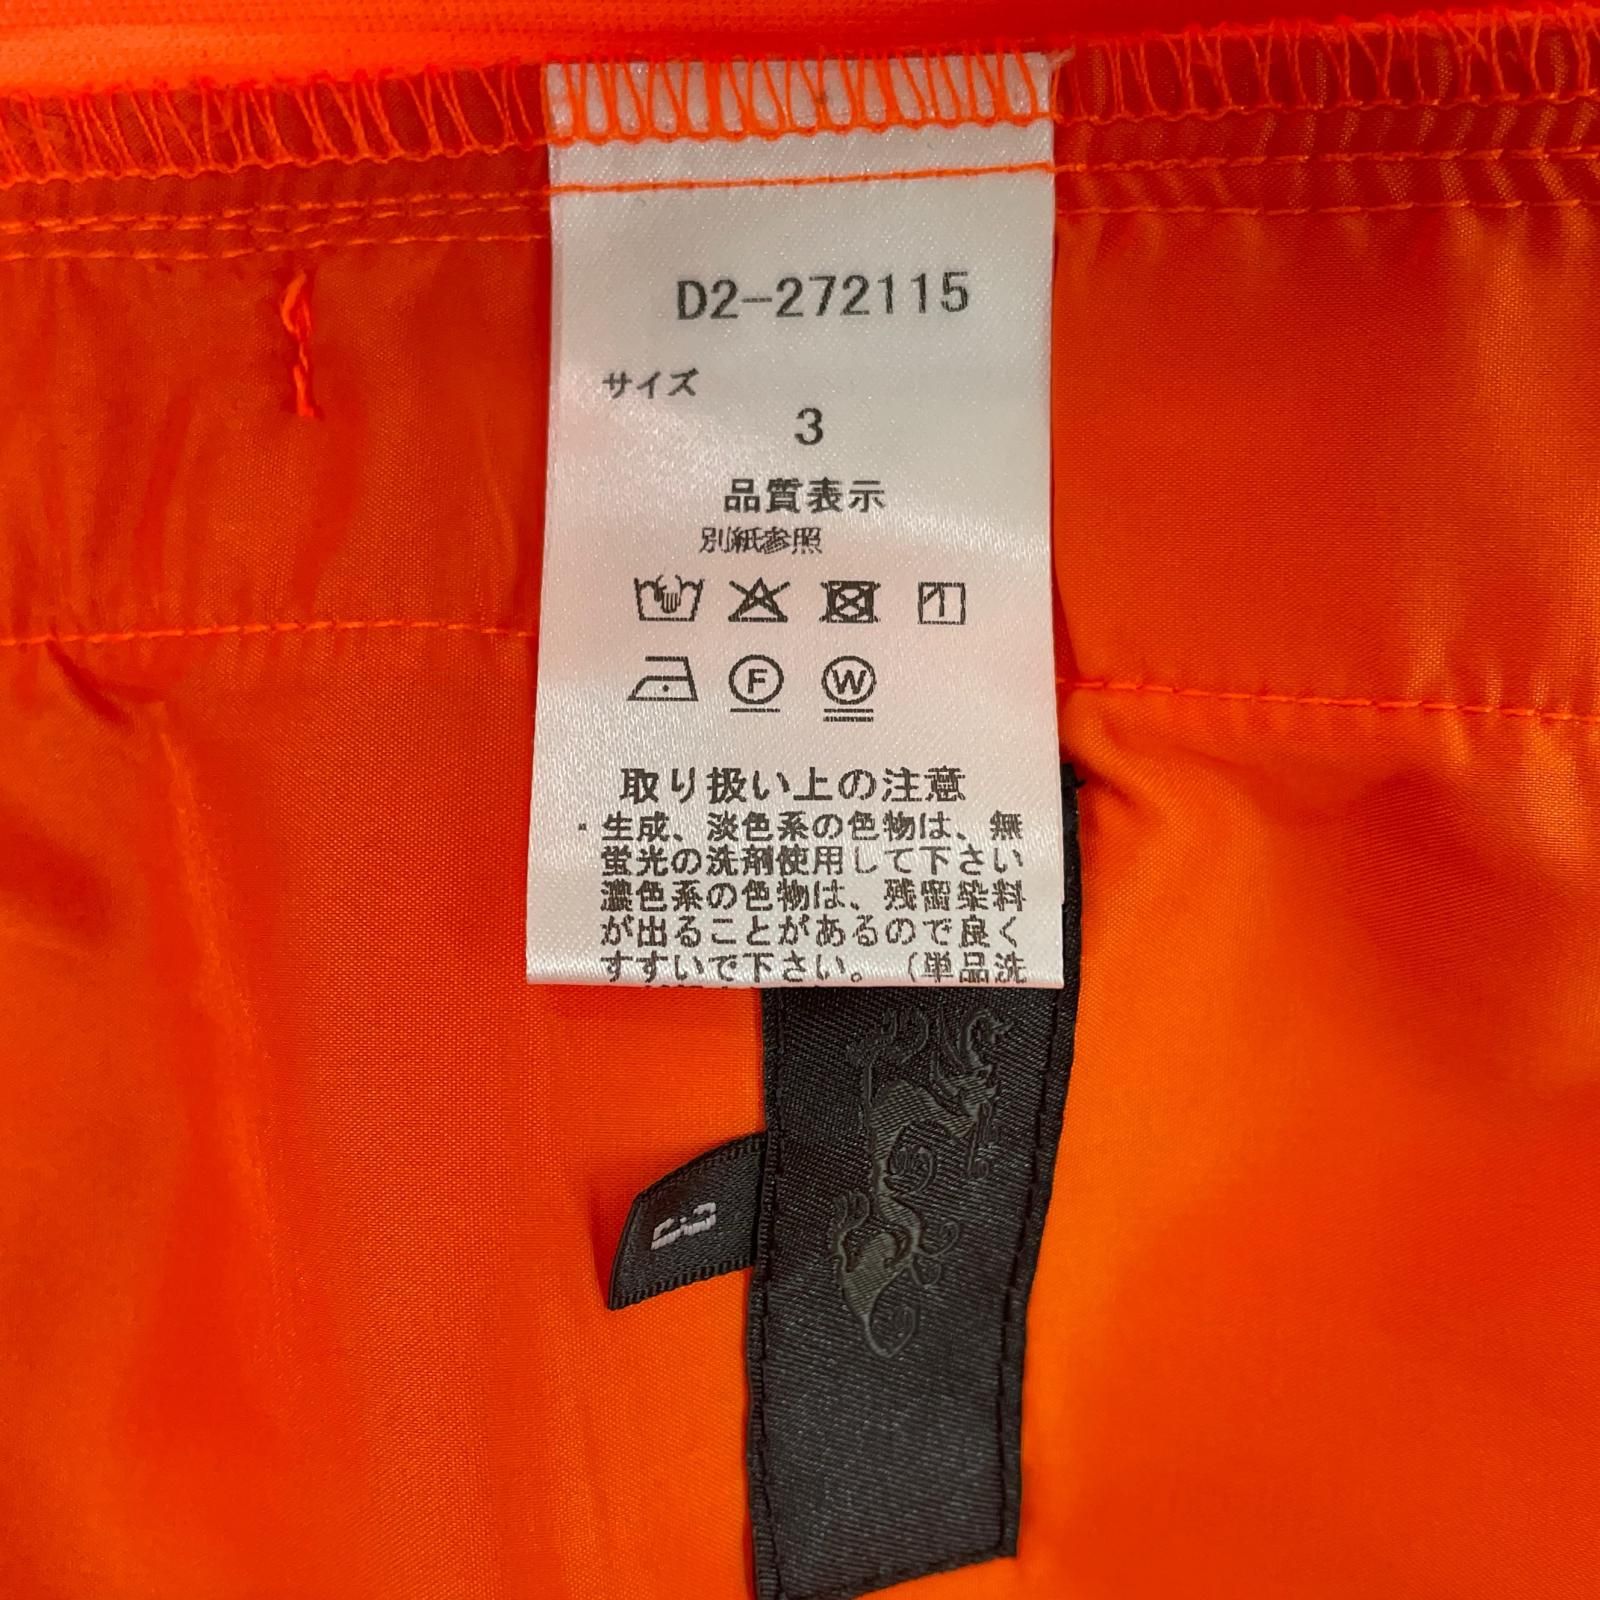 D2-272115
サイズ
3
品質表示
別紙参照
F W
取り扱い上の注意
・生成、淡色系の色物は、無
蛍光の洗剤使用して下さい
濃色系の色物は、残留染料
が出ることがあるので良く
すすいで下さい。（単品洗
3